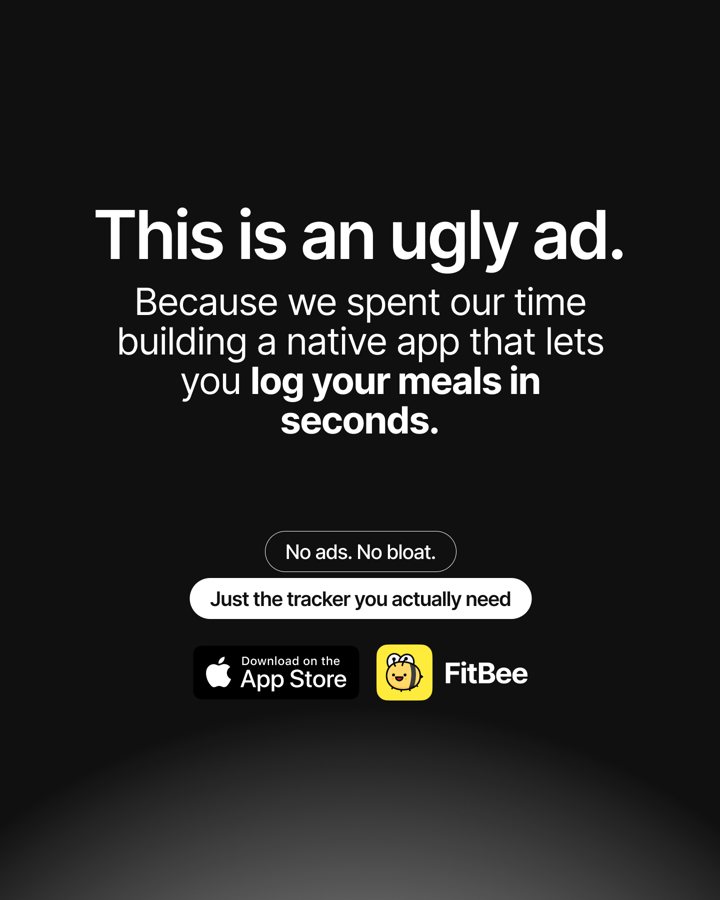 This is an ugly ad.
Because we spent our time
building a native app that lets
you log your meals in
seconds.
No ads. No bloat.
Just the tracker you actually need
Download on the
App Store
FitBee